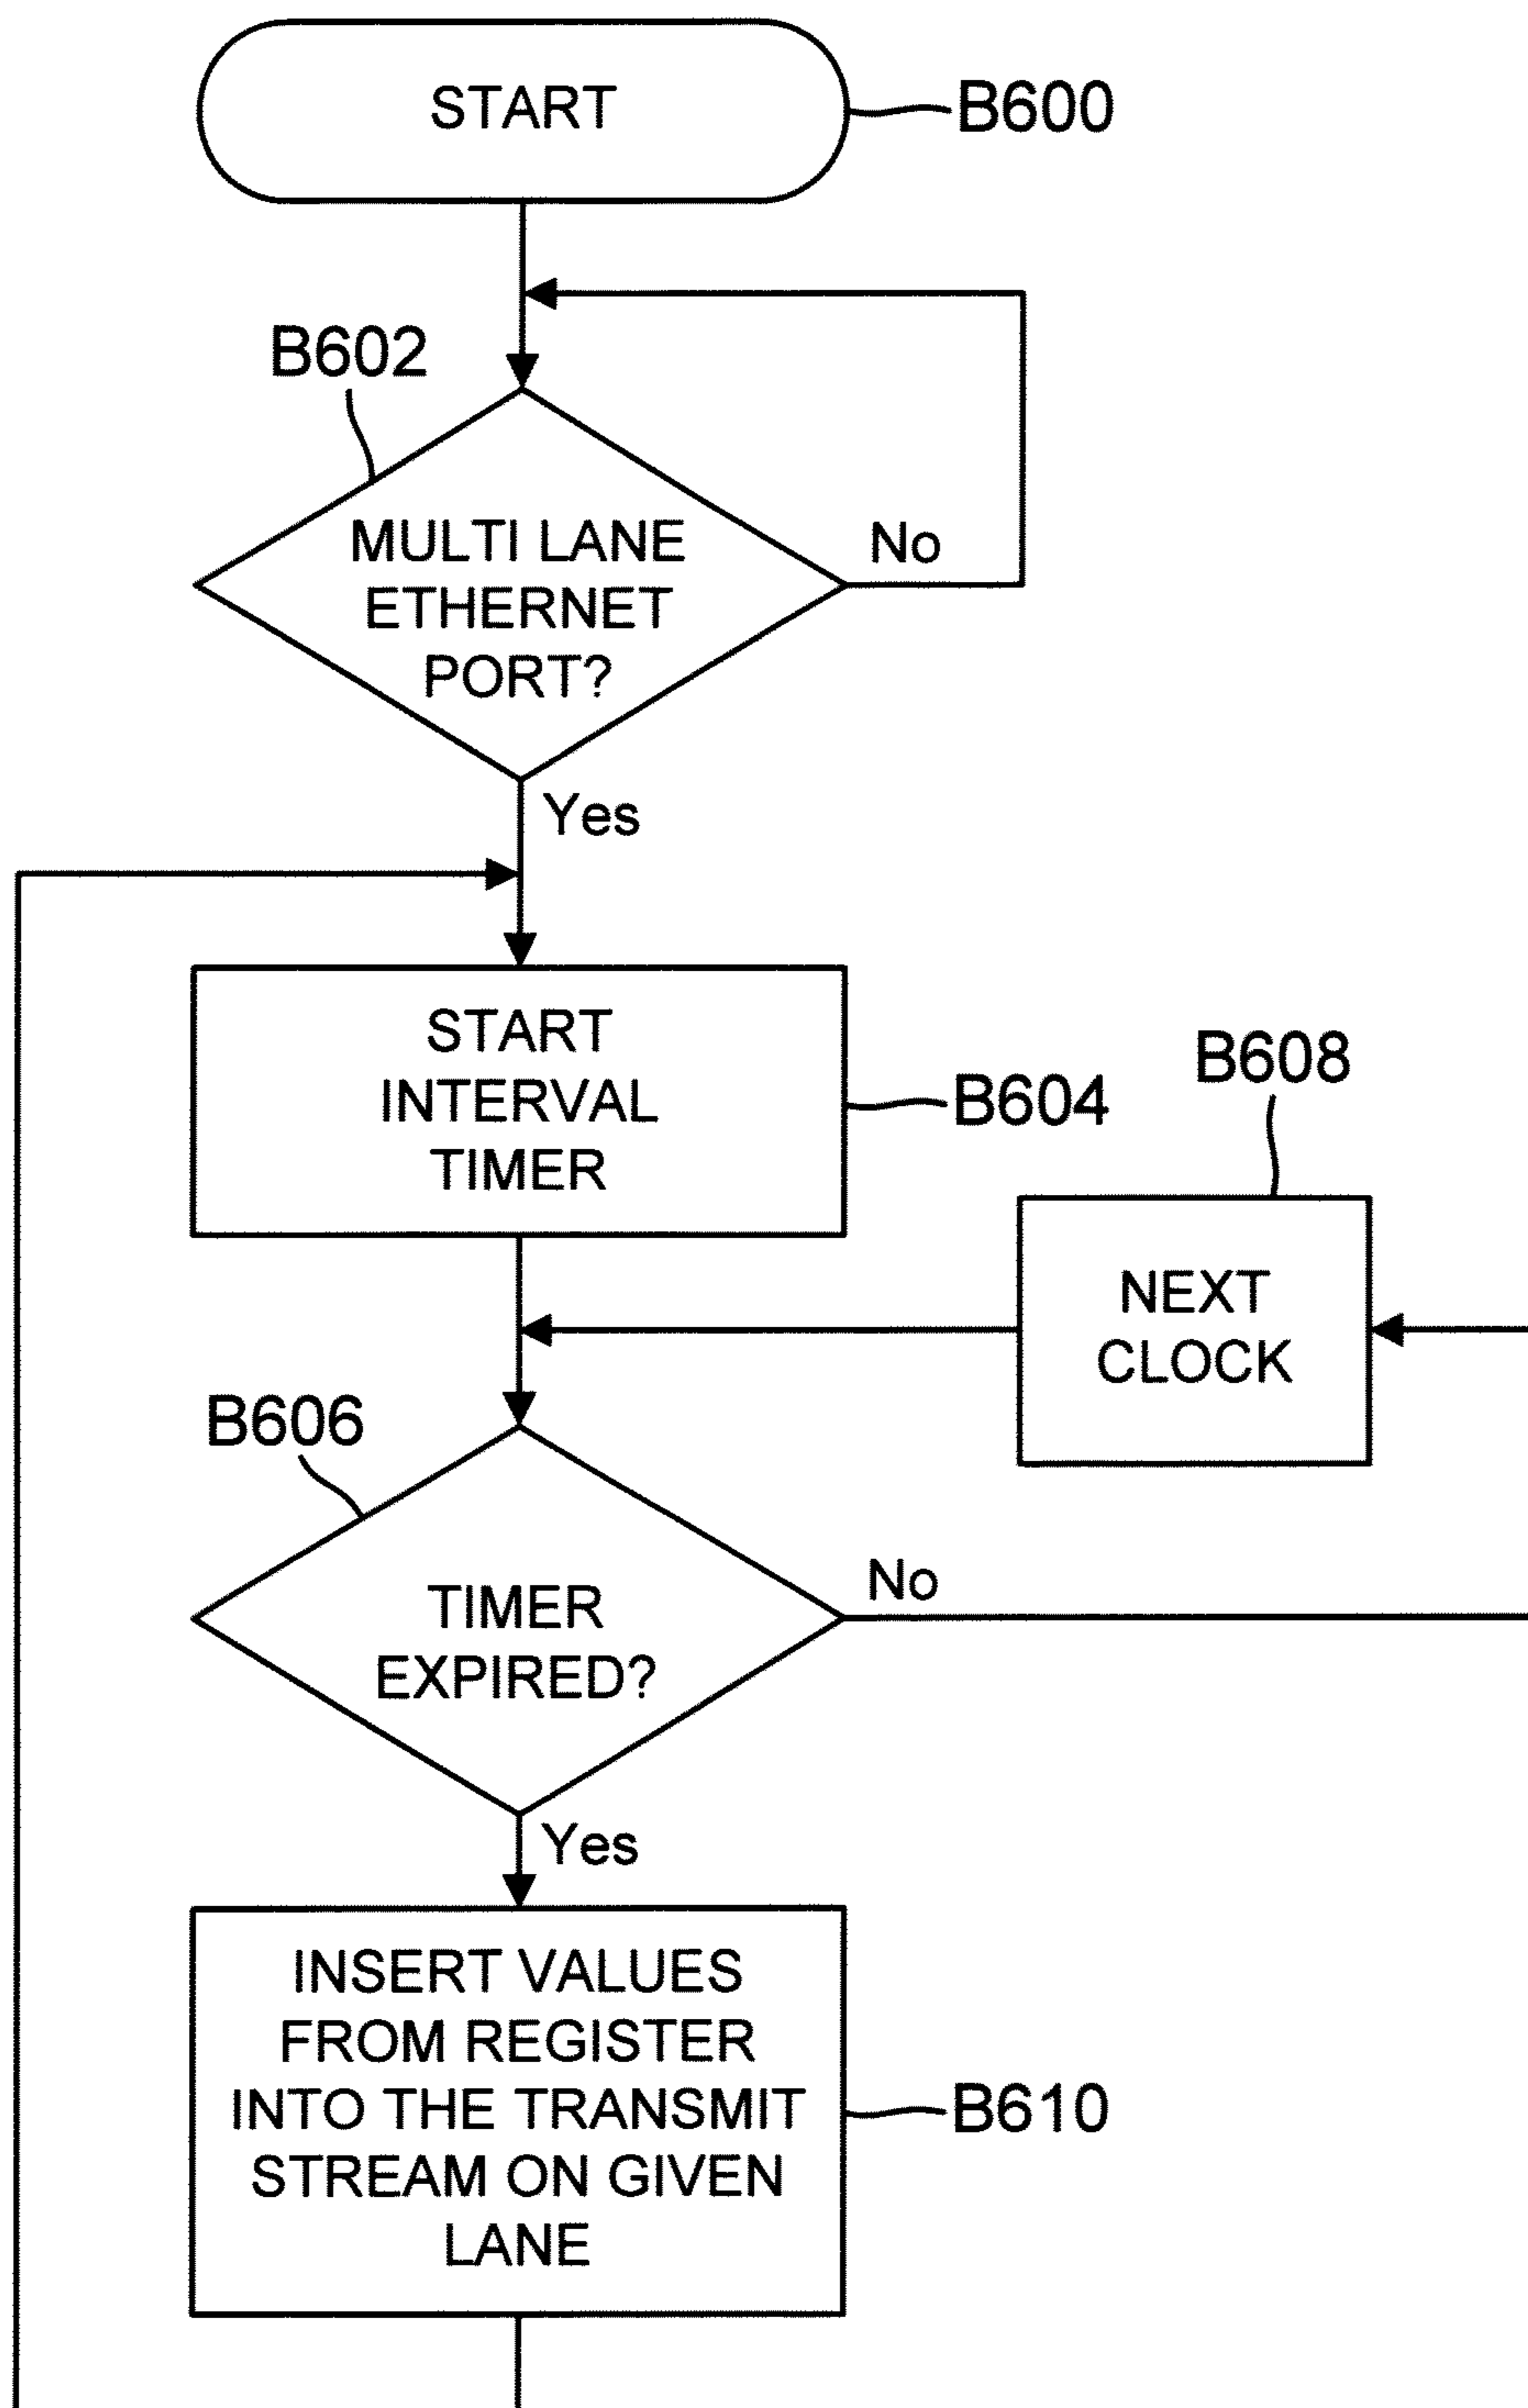 START
B600
B602
MULTI LANE
ETHERNET
PORT?
No
Yes
START
INTERVAL
TIMER
B604
B608
NEXT
CLOCK
B606
TIMER
EXPIRED?
No
Yes
INSERT VALUES
FROM REGISTER
INTO THE TRANSMIT
STREAM ON GIVEN
LANE
B610